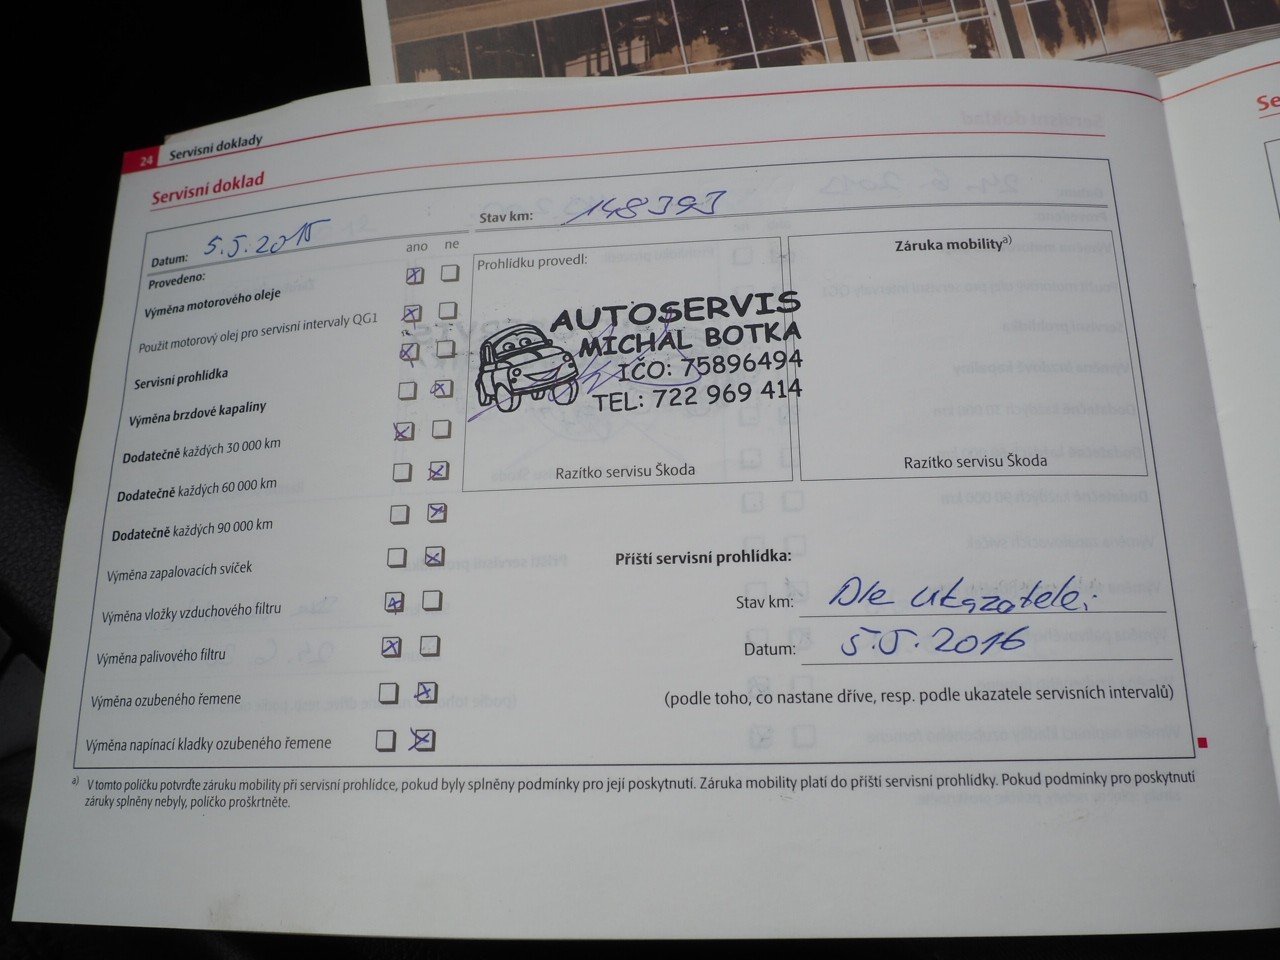 24 Servisní doklady
Servisní doklad
Datum: 5.5.2015
Stav km: 148393
Provedeno:
ano ne
Výměna motorového oleje
Použit motorový olej pro servisní intervaly QG1
Servisní prohlídka
Výměna brzdové kapaliny
Dodatečně každých 30 000 km
Dodatečně každých 60 000 km
Dodatečně každých 90 000 km
Výměna zapalovacích svíček
Výměna vložky vzduchového filtru
Výměna palivového filtru
Výměna ozubeného řemene
Výměna napínací kladky ozubeného řemene
Prohlídku provedl:
AUTOSERVIS
MICHAL BOTKA
IČO: 75896494
TEL: 722 969 414
Razítko servisu Škoda
Záruka mobility a)
Razítko servisu Škoda
Příští servisní prohlídka:
Stav km: Dle ukazatele
Datum: 5.5.2016
(podle toho, co nastane dříve, resp. podle ukazatele servisních intervalů)
a) V tomto políčku potvrďte záruku mobility při servisní prohlídce, pokud byly splněny podmínky pro její poskytnutí. Záruka mobility platí do příští servisní prohlídky. Pokud podmínky pro poskytnutí
záruky splněny nebyly, políčko proškrtněte.
Se